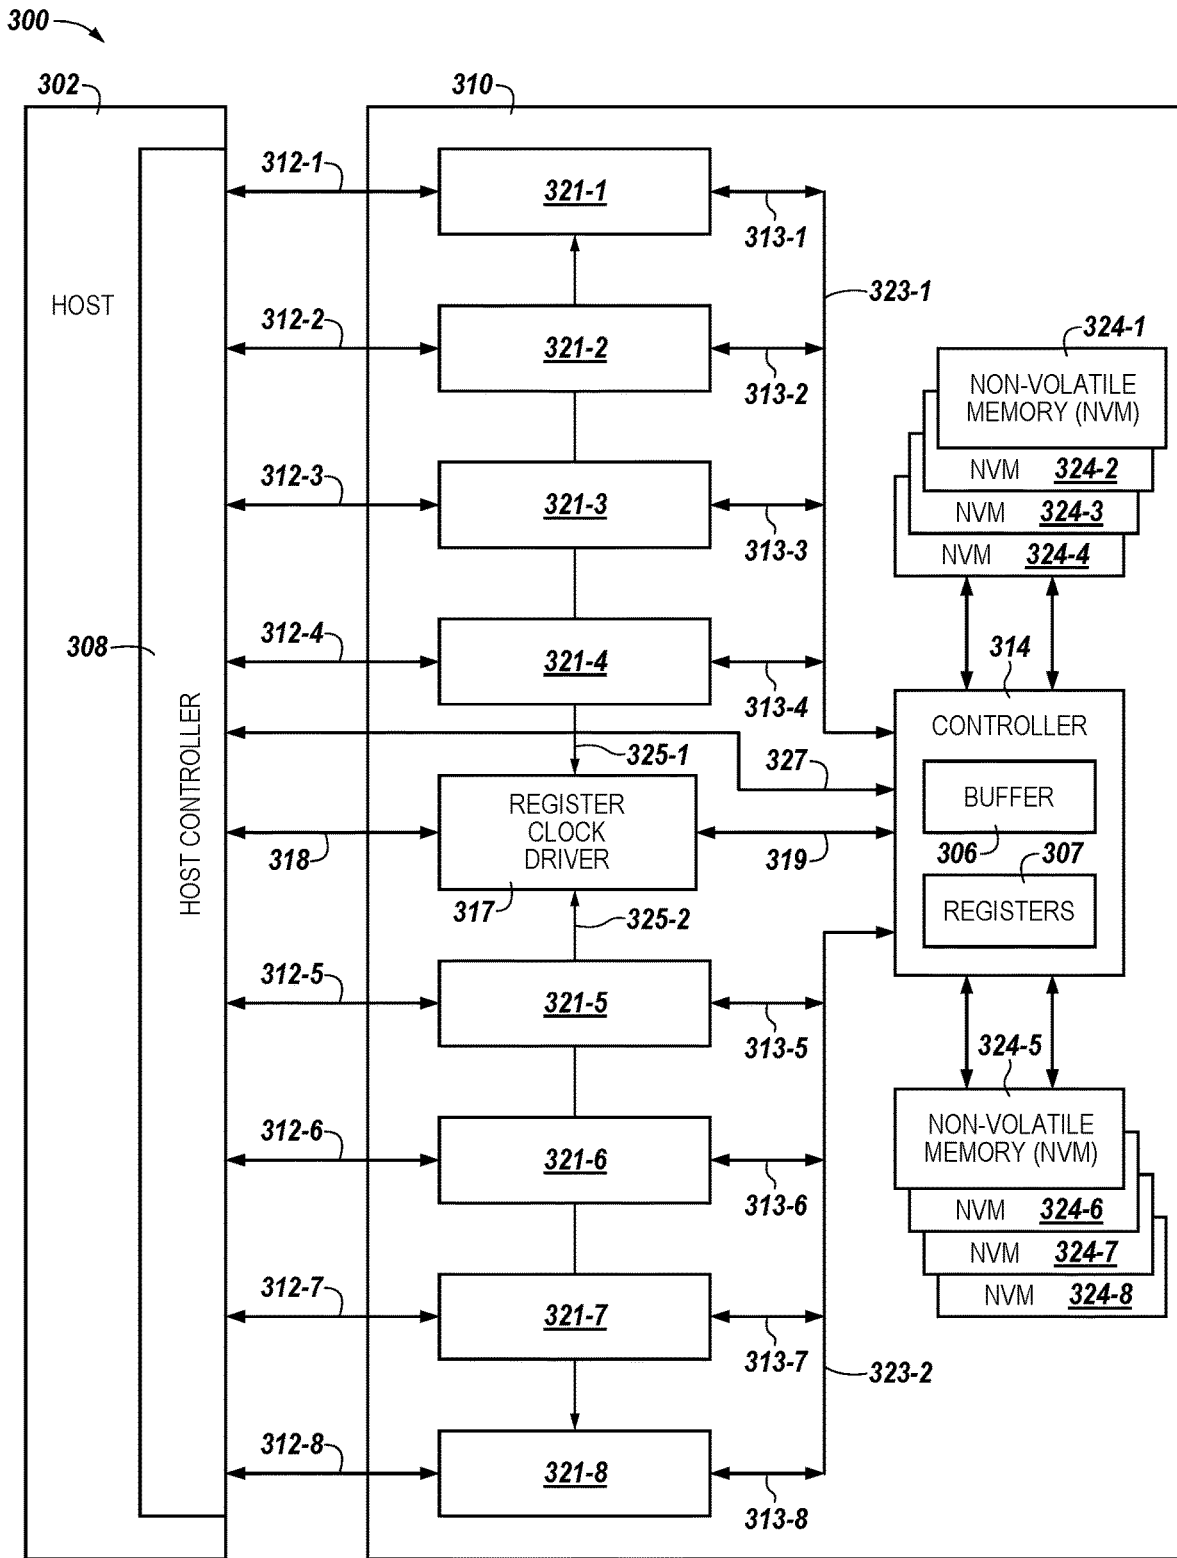 300
302
310
312-1
321-1
313-1
323-1
HOST
312-2
321-2
313-2
324-1
NON-VOLATILE
MEMORY (NVM)
NVM 324-2
NVM 324-3
NVM 324-4
312-3
321-3
313-3
308
312-4
321-4
313-4
314
CONTROLLER
HOST CONTROLLER
325-1
327
REGISTER
CLOCK
DRIVER
BUFFER
318
319
306
307
317
325-2
REGISTERS
312-5
321-5
313-5
324-5
NON-VOLATILE
MEMORY (NVM)
312-6
321-6
313-6
NVM 324-6
NVM 324-7
NVM 324-8
312-7
321-7
313-7
323-2
312-8
321-8
313-8